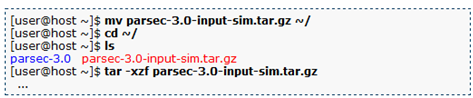 [user@host ~]$ mv parsec-3.0-input-sim.tar.gz ~/
[user@host ~]$ cd ~/
[user@host ~]$ ls
parsec-3.0   parsec-3.0-input-sim.tar.gz
[user@host ~]$ tar -xzf parsec-3.0-input-sim.tar.gz
...